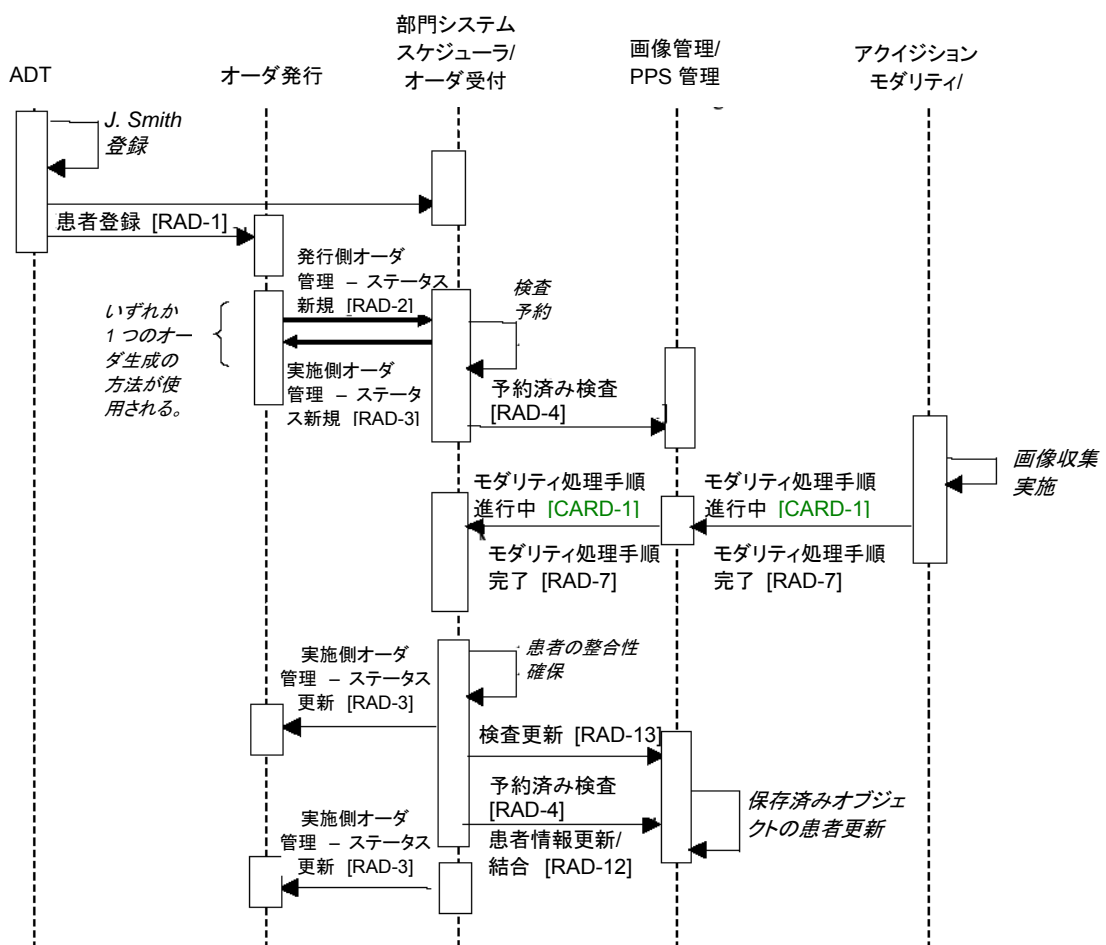 ADT
オーダ発行
部門システム
スケジューラ/
オーダ受付
画像管理/
PPS 管理
アクイジション
モダリティ/
J. Smith
登録
患者登録 [RAD-1]
発行側オーダ
管理 – ステータス
新規 [RAD-2]
検査
予約
いずれか
1 つのオー
ダ生成の
方法が使
用される。
実施側オーダ
管理 – ステータ
ス新規 [RAD-3]
予約済み検査
[RAD-4]
画像収集
実施
モダリティ処理手順
進行中 [CARD-1]
モダリティ処理手順
進行中 [CARD-1]
モダリティ処理手順
完了 [RAD-7]
モダリティ処理手順
完了 [RAD-7]
患者の整合性
確保
実施側オーダ
管理 – ステータス
更新 [RAD-3]
検査更新 [RAD-13]
予約済み検査
[RAD-4]
保存済みオブジェ
クトの患者更新
実施側オーダ
管理 – ステータス
更新 [RAD-3]
患者情報更新/
結合 [RAD-12]